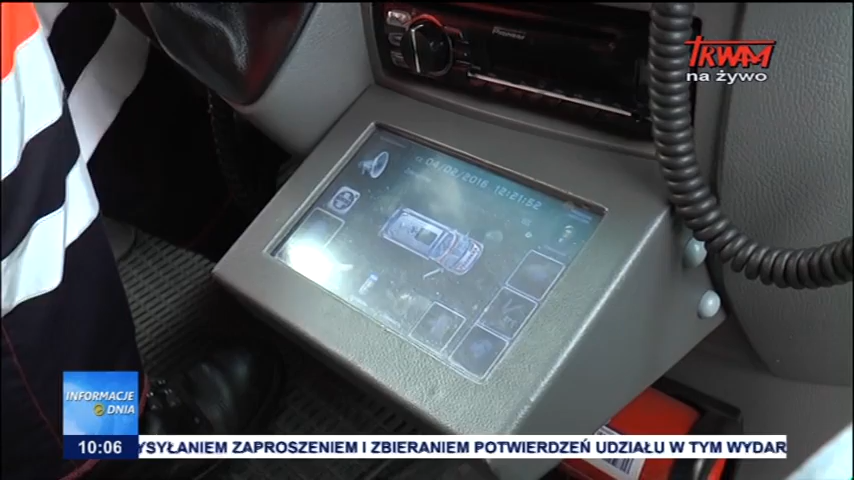 Pioneer
TRWAM
na żywo
04/02/2016 12:21:52
INFORMACJE
DNIA
10:06
YSYŁANIEM ZAPROSZENIEM I ZBIERANIEM POTWIERDZEŃ UDZIAŁU W TYM WYDAR